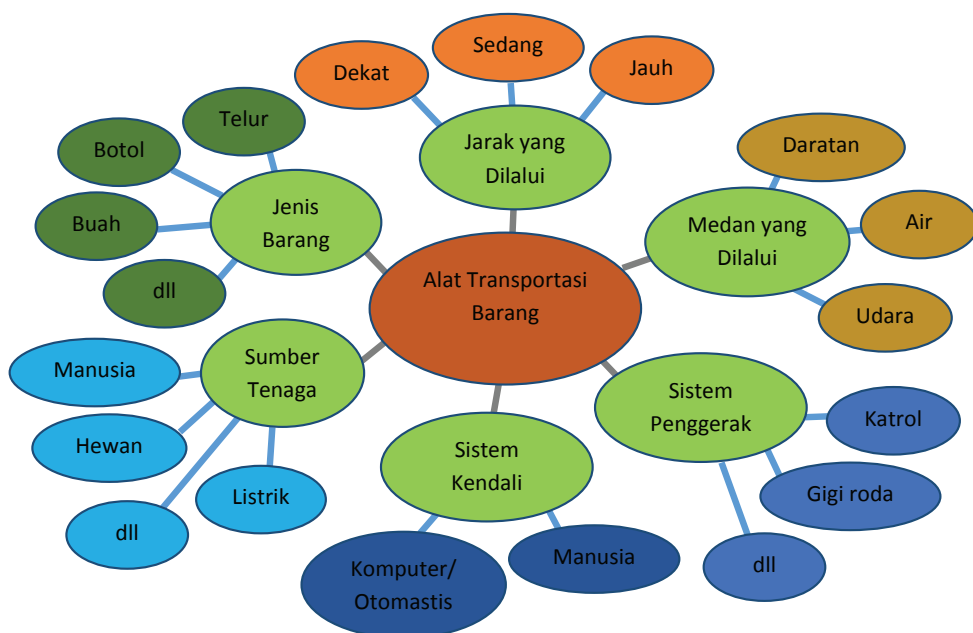 Sedang
Dekat
Jauh
Jarak yang
Dilalui
Telur
Botol
Buah
dll
Jenis
Barang
Daratan
Air
Udara
Medan yang
Dilalui
Alat Transportasi
Barang
Sumber
Tenaga
Manusia
Hewan
dll
Listrik
Sistem
Kendali
Komputer/
Otomastis
Manusia
Sistem
Penggerak
Katrol
Gigi roda
dll